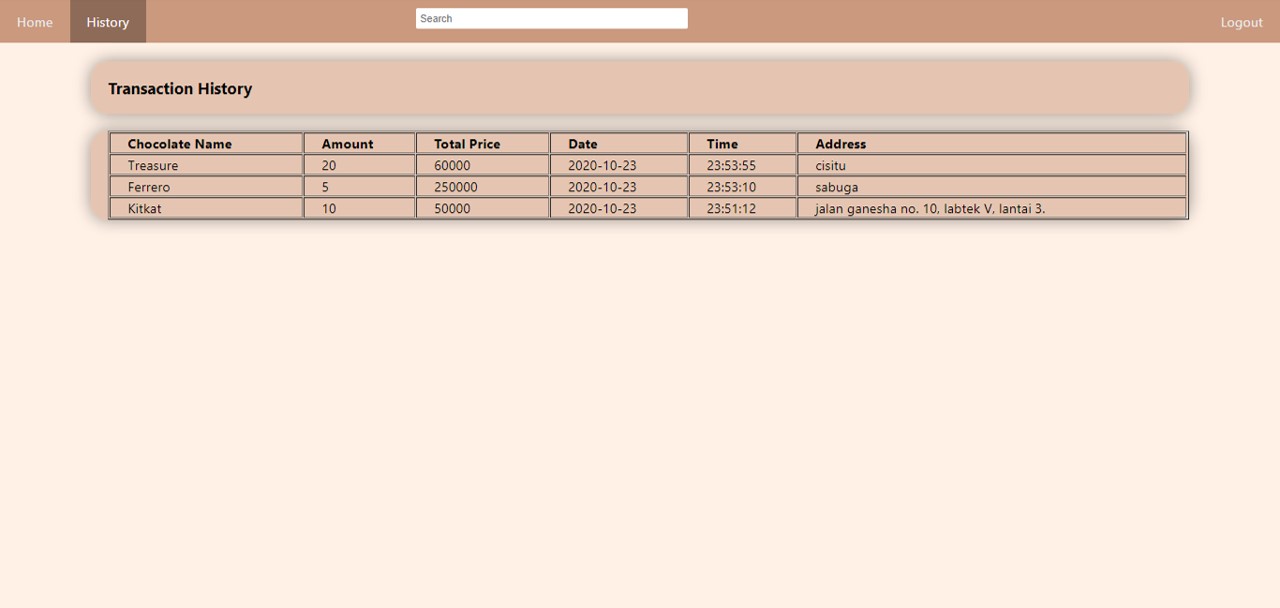 Home History Search Logout
Transaction History
Chocolate Name Amount Total Price Date Time Address
Treasure 20 60000 2020-10-23 23:53:55 cisitu
Ferrero 5 250000 2020-10-23 23:53:10 sabuga
Kitkat 10 50000 2020-10-23 23:51:12 jalan ganesha no. 10, labtek V, lantai 3.